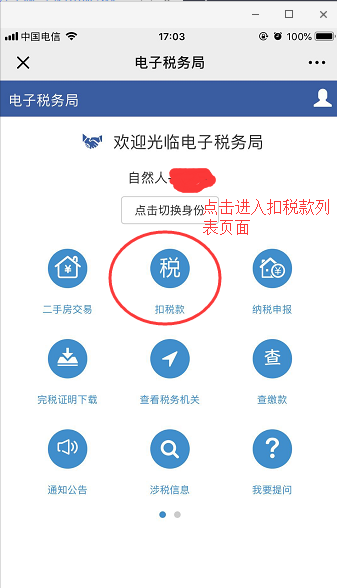 中国电信 17:03 100%
电子税务局
电子税务局
欢迎光临电子税务局
自然人
点击切换身份
点击进入扣税款列
表页面
税 查
二手房交易 扣税款 纳税申报
完税证明下载 查看税务机关 查缴款
通知公告 涉税信息 我要提问